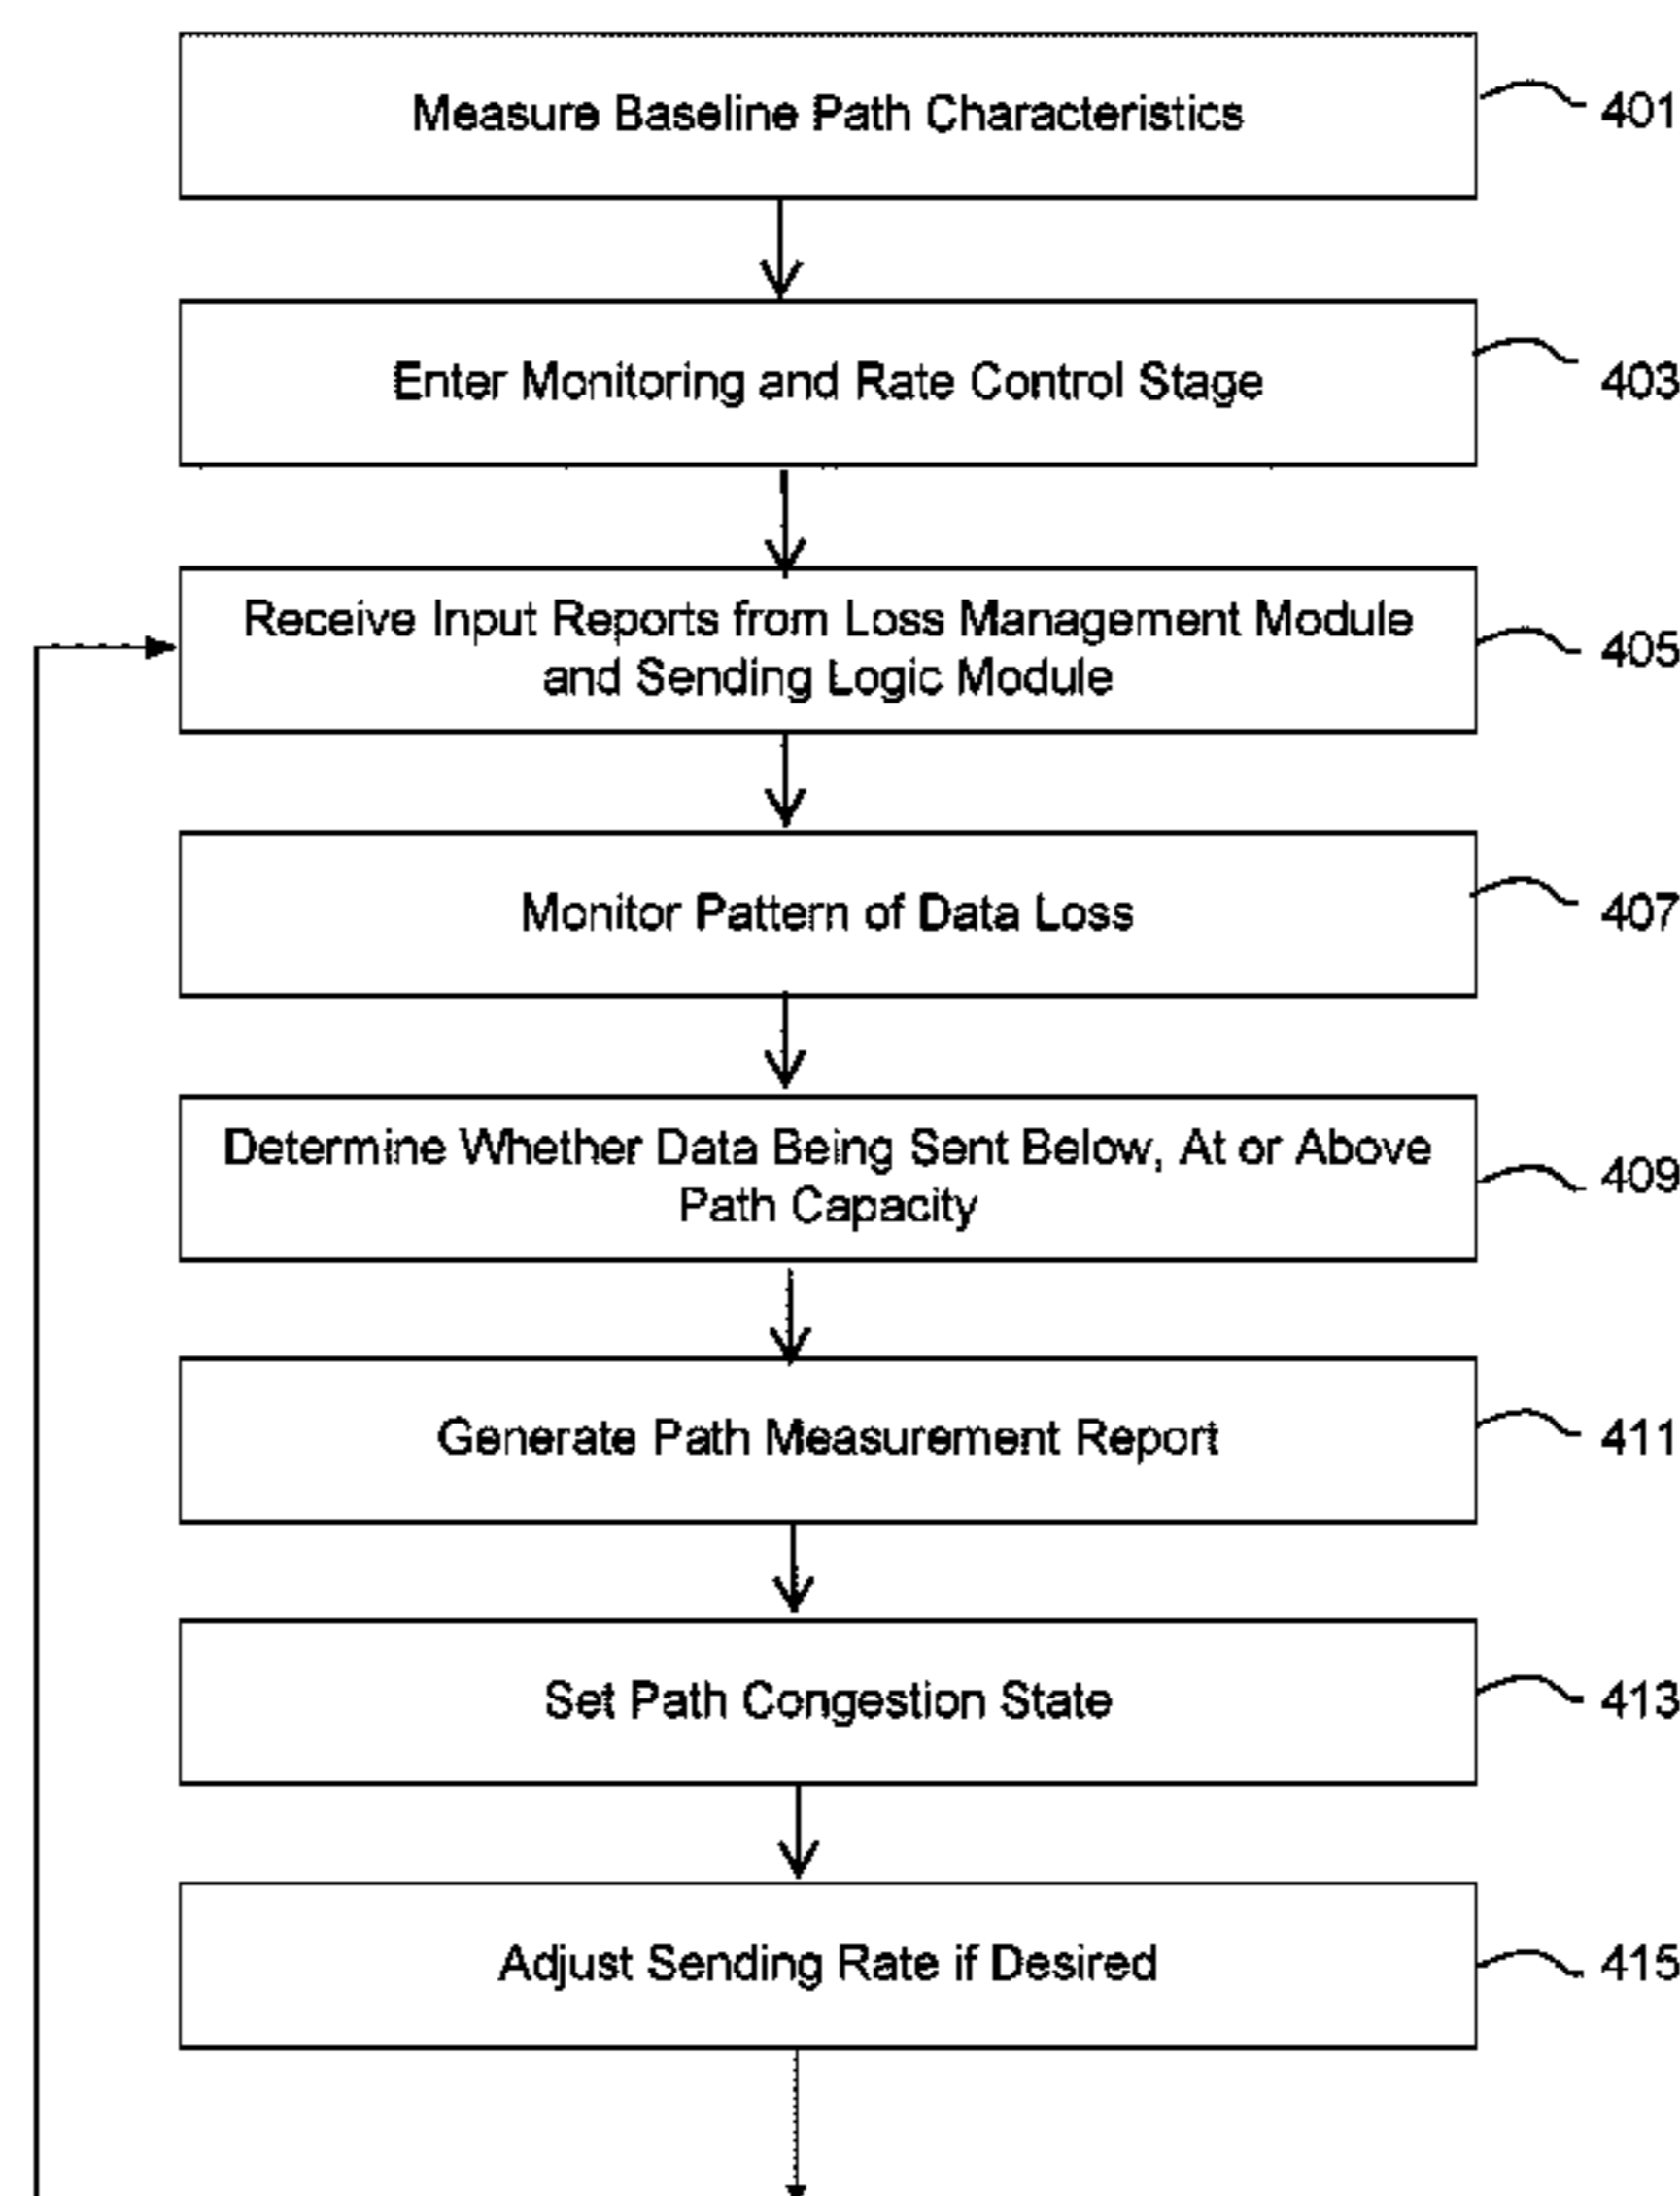 Measure Baseline Path Characteristics
401
Enter Monitoring and Rate Control Stage
403
Receive Input Reports from Loss Management Module
and Sending Logic Module
405
Monitor Pattern of Data Loss
407
Determine Whether Data Being Sent Below, At or Above
Path Capacity
409
Generate Path Measurement Report
411
Set Path Congestion State
413
Adjust Sending Rate if Desired
415